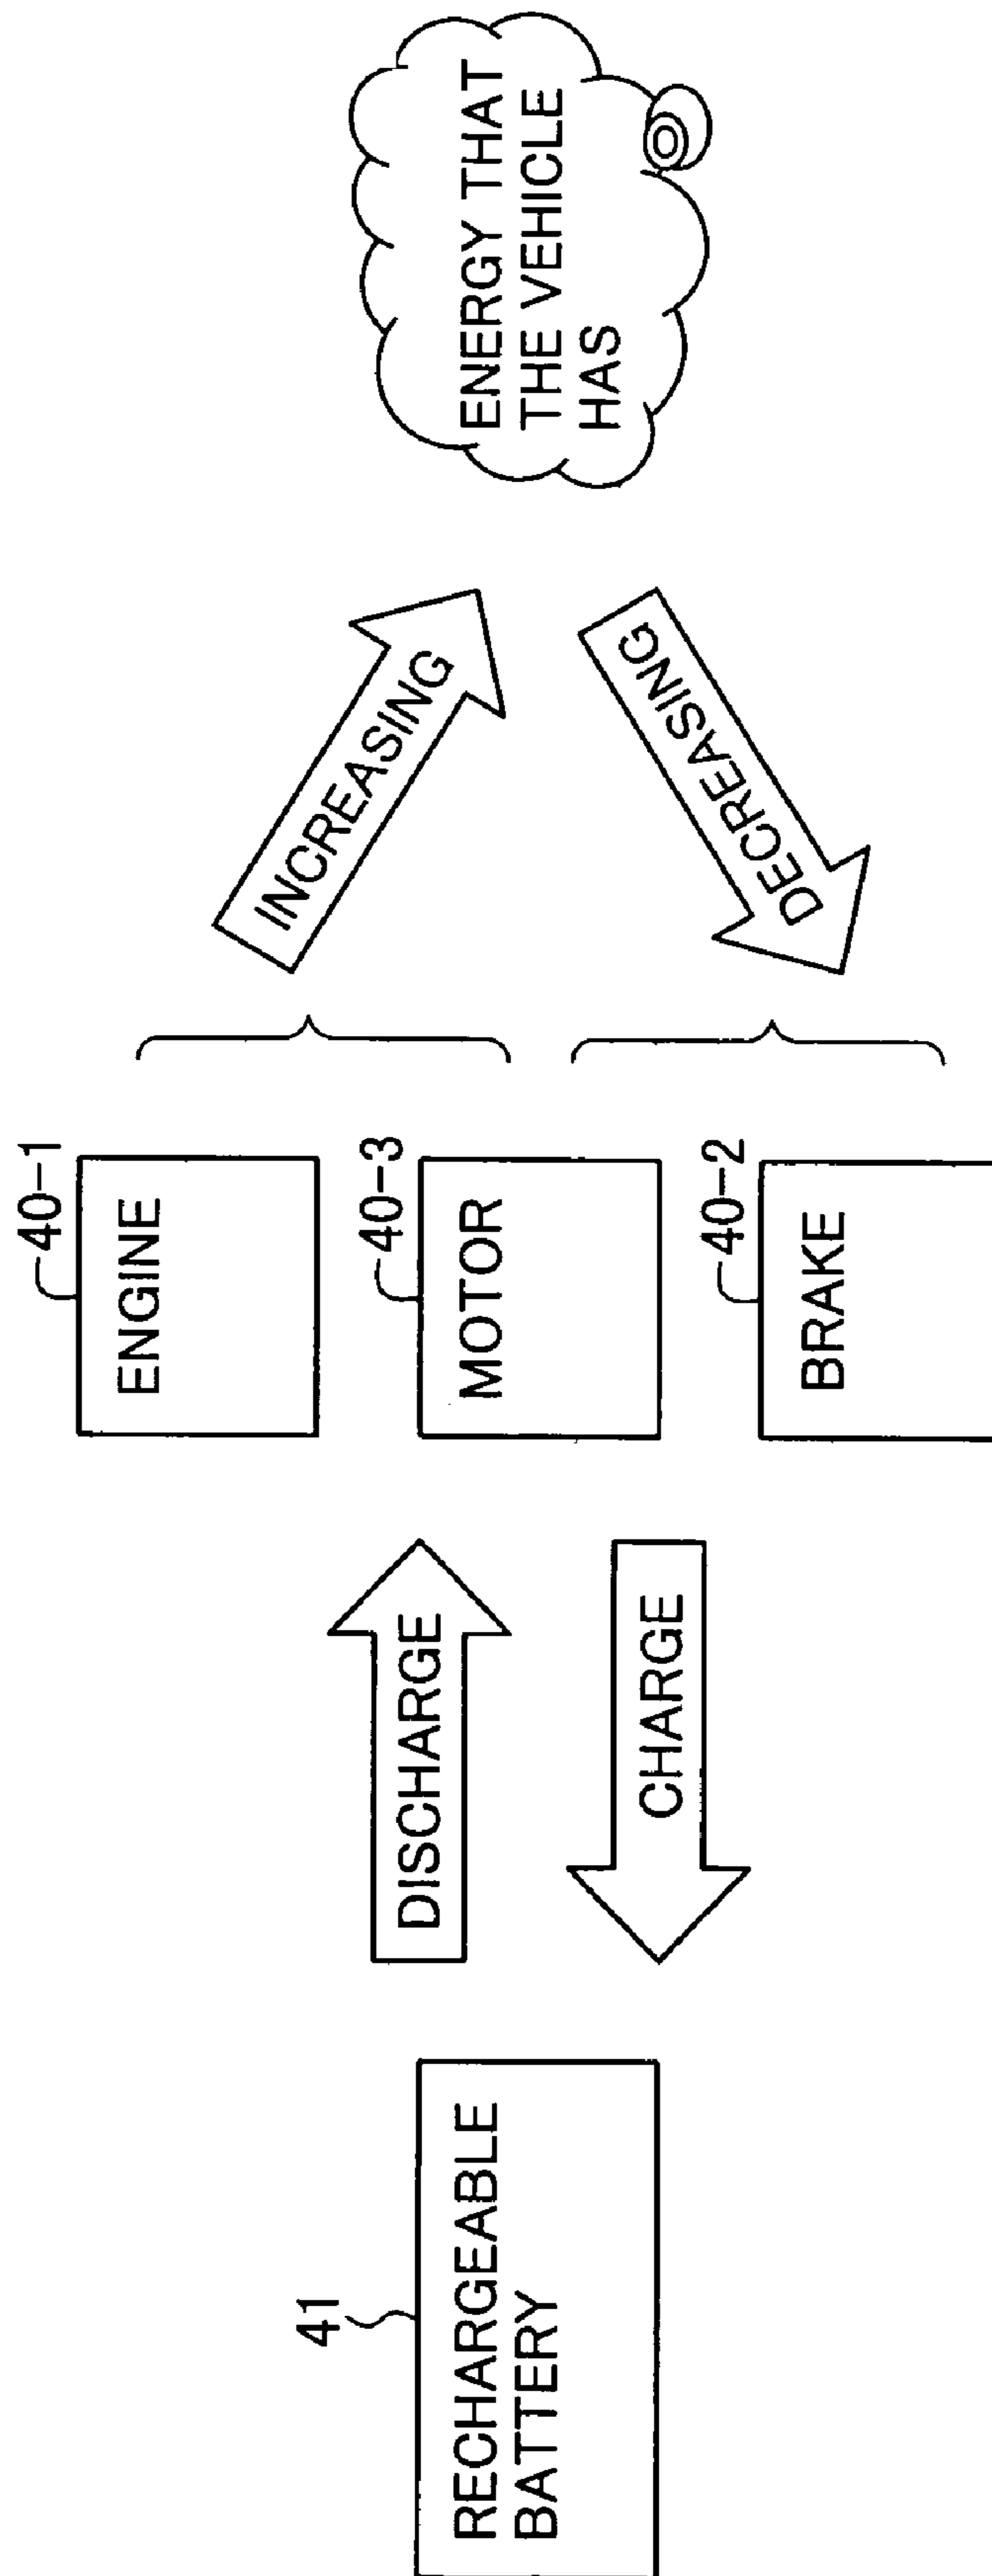 41
RECHARGEABLE
BATTERY
DISCHARGE
CHARGE
40-1
ENGINE
40-3
MOTOR
40-2
BRAKE
INCREASING
DECREASING
ENERGY THAT
THE VEHICLE
HAS